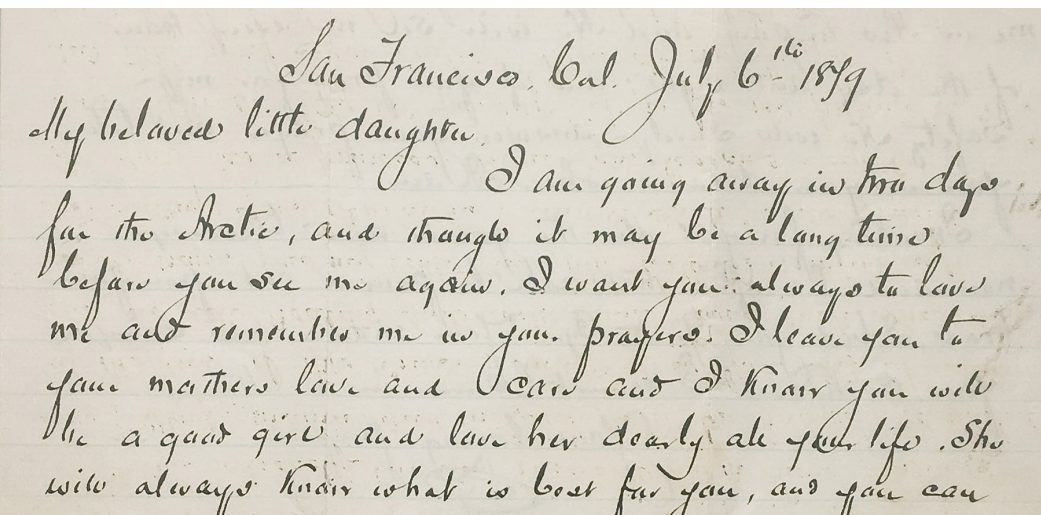 San Francisco, Cal. July 6th 1879
My beloved little daughter
I am going away in two days
for the Arctic, and though it may be a long time
before you see me again. I want you always to love
me and remember me in your prayers. I leave you to
your mothers love and care and I know you will
be a good girl and love her dearly all your life. She
will always know what is best for you, and you can